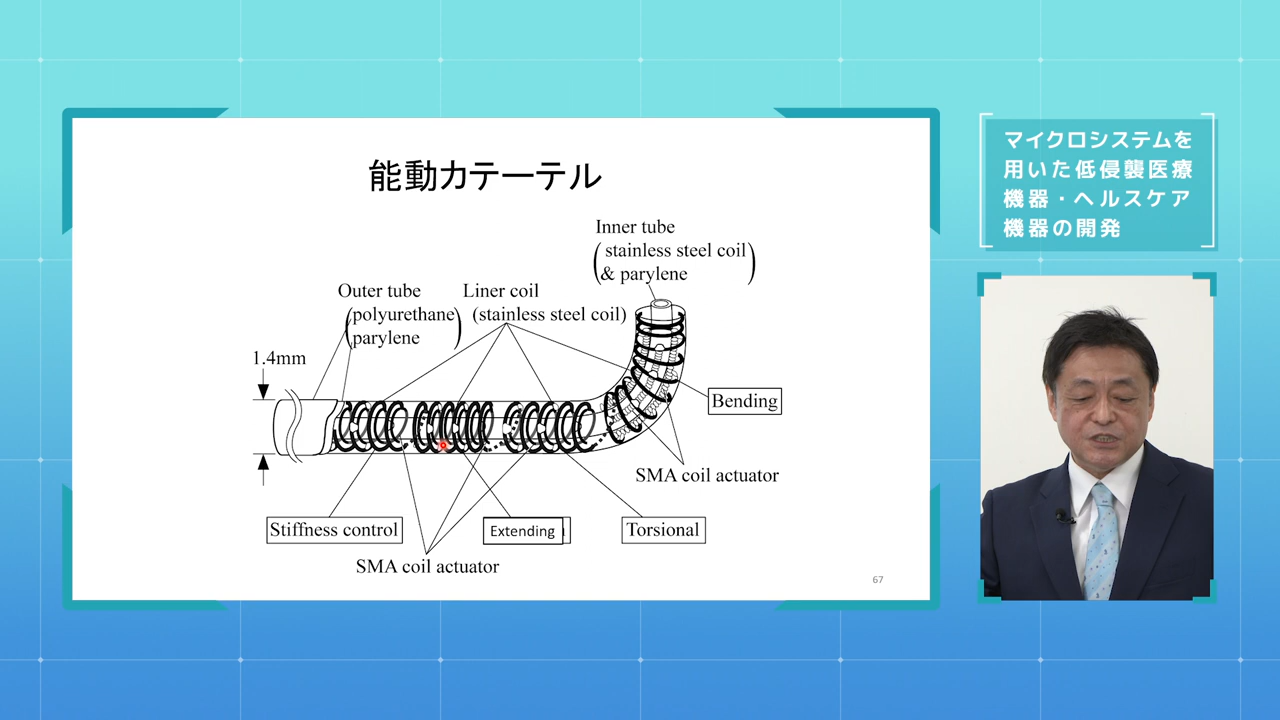 能動カテーテル
Inner tube
( stainless steel coil )
& parylene
Outer tube
(polyurethane)
parylene
Liner coil
(stainless steel coil)
1.4mm
Bending
SMA coil actuator
Stiffness control
Extending
Torsional
SMA coil actuator
67
マイクロシステムを
用いた低侵襲医療
機器・ヘルスケア
機器の開発